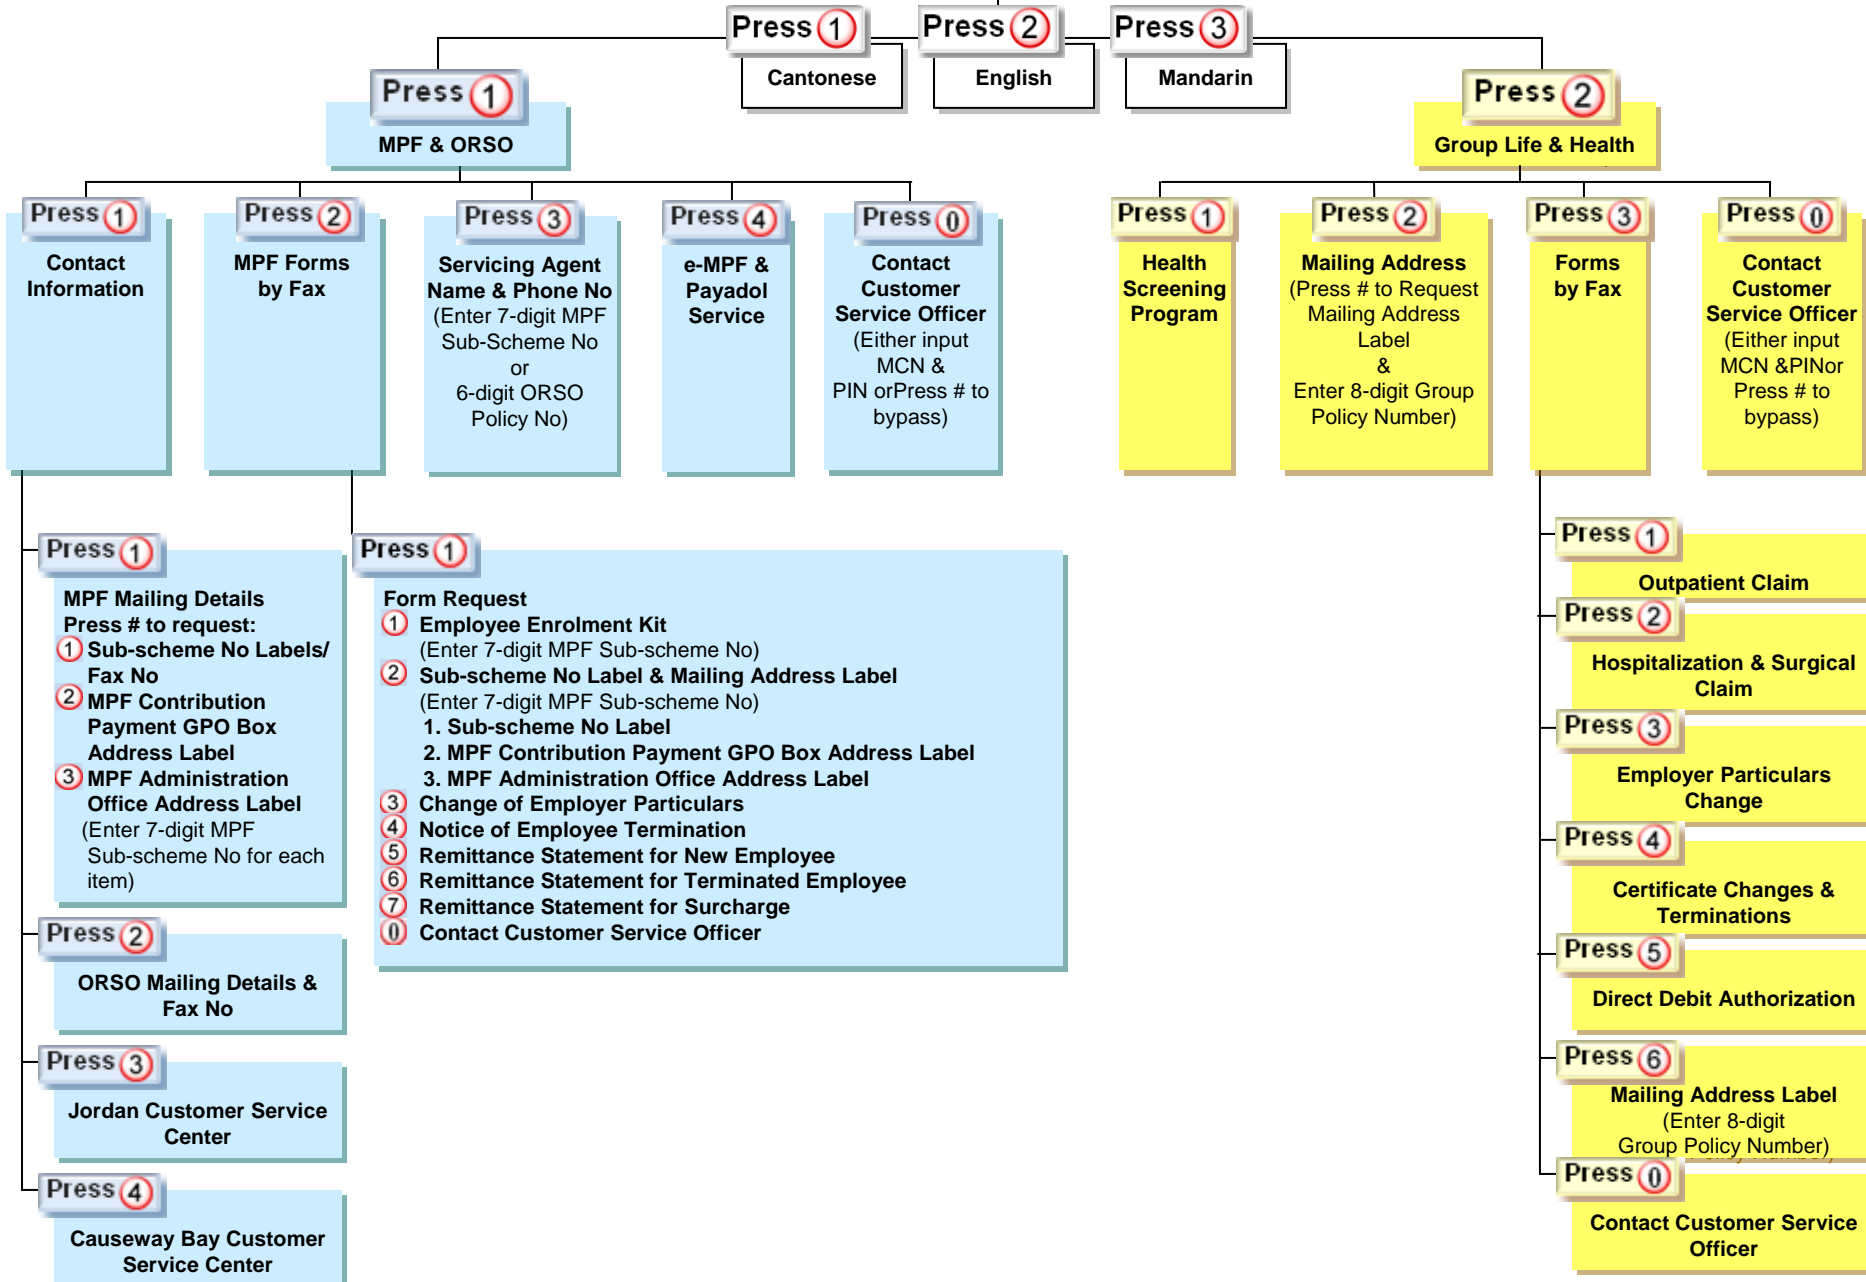 Press 1
Cantonese
Press 2
English
Press 3
Mandarin
Press 1
MPF & ORSO
Press 1
Contact
Information
Press 2
MPF Forms
by Fax
Press 3
Servicing Agent
Name & Phone No
(Enter 7-digit MPF
Sub-Scheme No
or
6-digit ORSO
Policy No)
Press 4
e-MPF &
Payadol
Service
Press 0
Contact
Customer
Service Officer
(Either input
MCN &
PIN orPress # to
bypass)
Press 1
MPF Mailing Details
Press # to request:
1 Sub-scheme No Labels/
Fax No
2 MPF Contribution
Payment GPO Box
Address Label
3 MPF Administration
Office Address Label
(Enter 7-digit MPF
Sub-scheme No for each
item)
Press 2
ORSO Mailing Details &
Fax No
Press 3
Jordan Customer Service
Center
Press 4
Causeway Bay Customer
Service Center
Press 1
Form Request
1 Employee Enrolment Kit
(Enter 7-digit MPF Sub-scheme No)
2 Sub-scheme No Label & Mailing Address Label
(Enter 7-digit MPF Sub-scheme No)
1. Sub-scheme No Label
2. MPF Contribution Payment GPO Box Address Label
3. MPF Administration Office Address Label
3 Change of Employer Particulars
4 Notice of Employee Termination
5 Remittance Statement for New Employee
6 Remittance Statement for Terminated Employee
7 Remittance Statement for Surcharge
0 Contact Customer Service Officer
Press 2
Group Life & Health
Press 1
Health
Screening
Program
Press 2
Mailing Address
(Press # to Request
Mailing Address
Label
&
Enter 8-digit Group
Policy Number)
Press 3
Forms
by Fax
Press 0
Contact
Customer
Service Officer
(Either input
MCN &PINor
Press # to
bypass)
Press 1
Outpatient Claim
Press 2
Hospitalization & Surgical
Claim
Press 3
Employer Particulars
Change
Press 4
Certificate Changes &
Terminations
Press 5
Direct Debit Authorization
Press 6
Mailing Address Label
(Enter 8-digit
Group Policy Number)
Press 0
Contact Customer Service
Officer